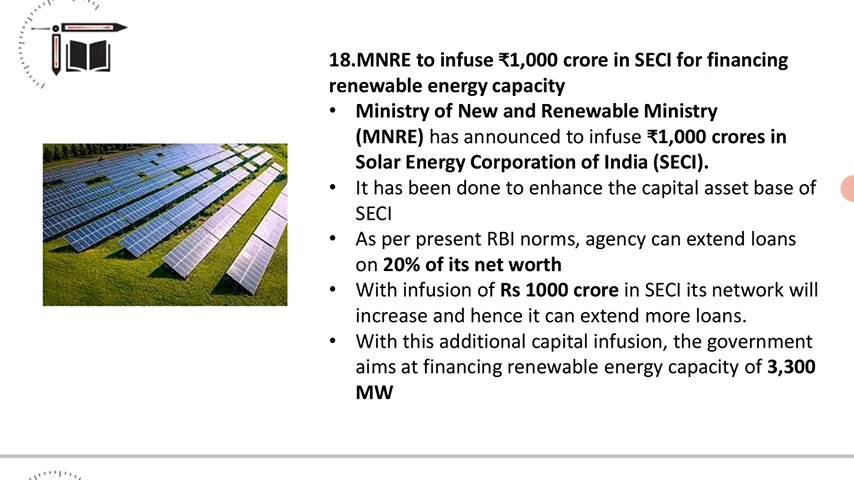 18.MNRE to infuse ₹1,000 crore in SECI for financing
renewable energy capacity
• Ministry of New and Renewable Ministry
(MNRE) has announced to infuse ₹1,000 crores in
Solar Energy Corporation of India (SECI).
• It has been done to enhance the capital asset base of
SECI
• As per present RBI norms, agency can extend loans
on 20% of its net worth
• With infusion of Rs 1000 crore in SECI its network will
increase and hence it can extend more loans.
• With this additional capital infusion, the government
aims at financing renewable energy capacity of 3,300
MW